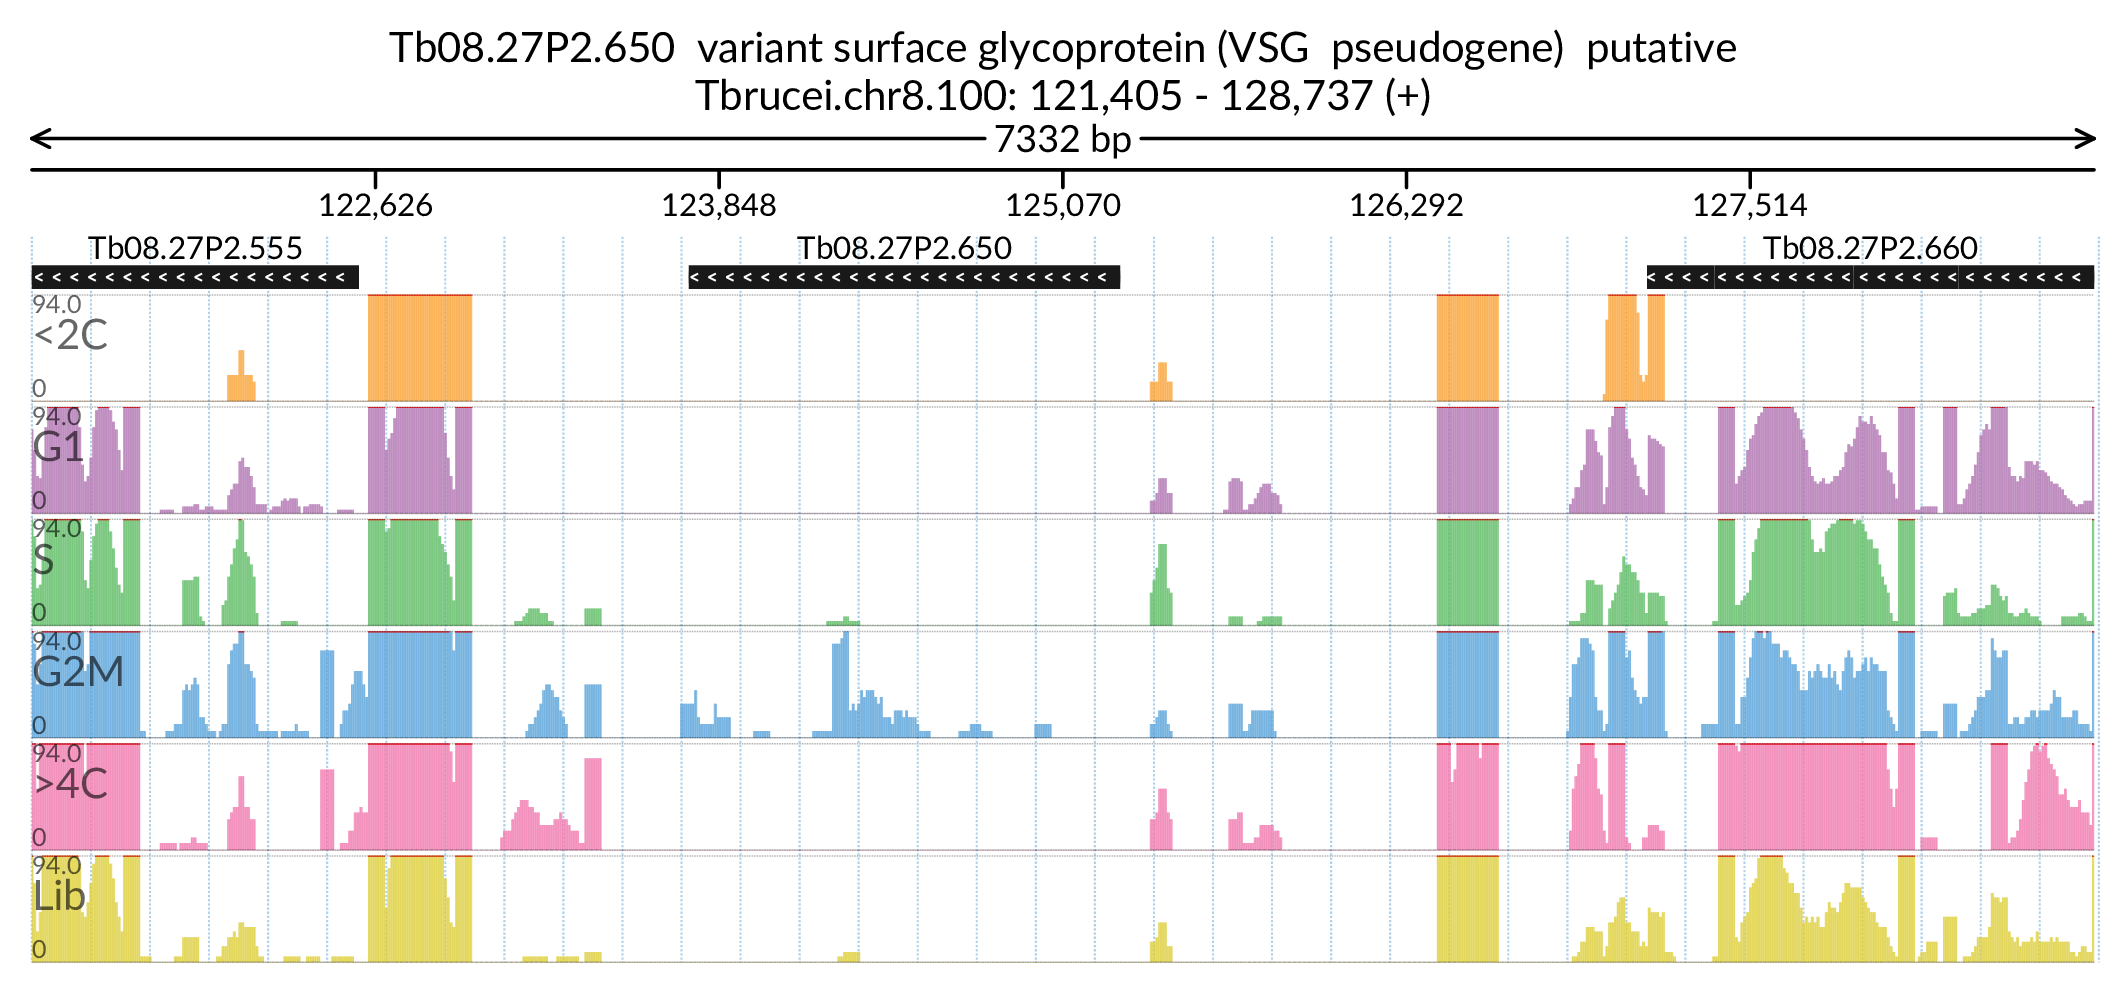 Tb08.27P2.650 variant surface glycoprotein (VSG pseudogene) putative
Tbrucei.chr8.100: 121,405 - 128,737 (+)
7332 bp
122,626 123,848 125,070 126,292 127,514
Tb08.27P2.555 Tb08.27P2.650 Tb08.27P2.660
94.0
<2C
0
94.0
G1
0
94.0
S
0
94.0
G2M
0
94.0
>4C
0
94.0
Lib
0